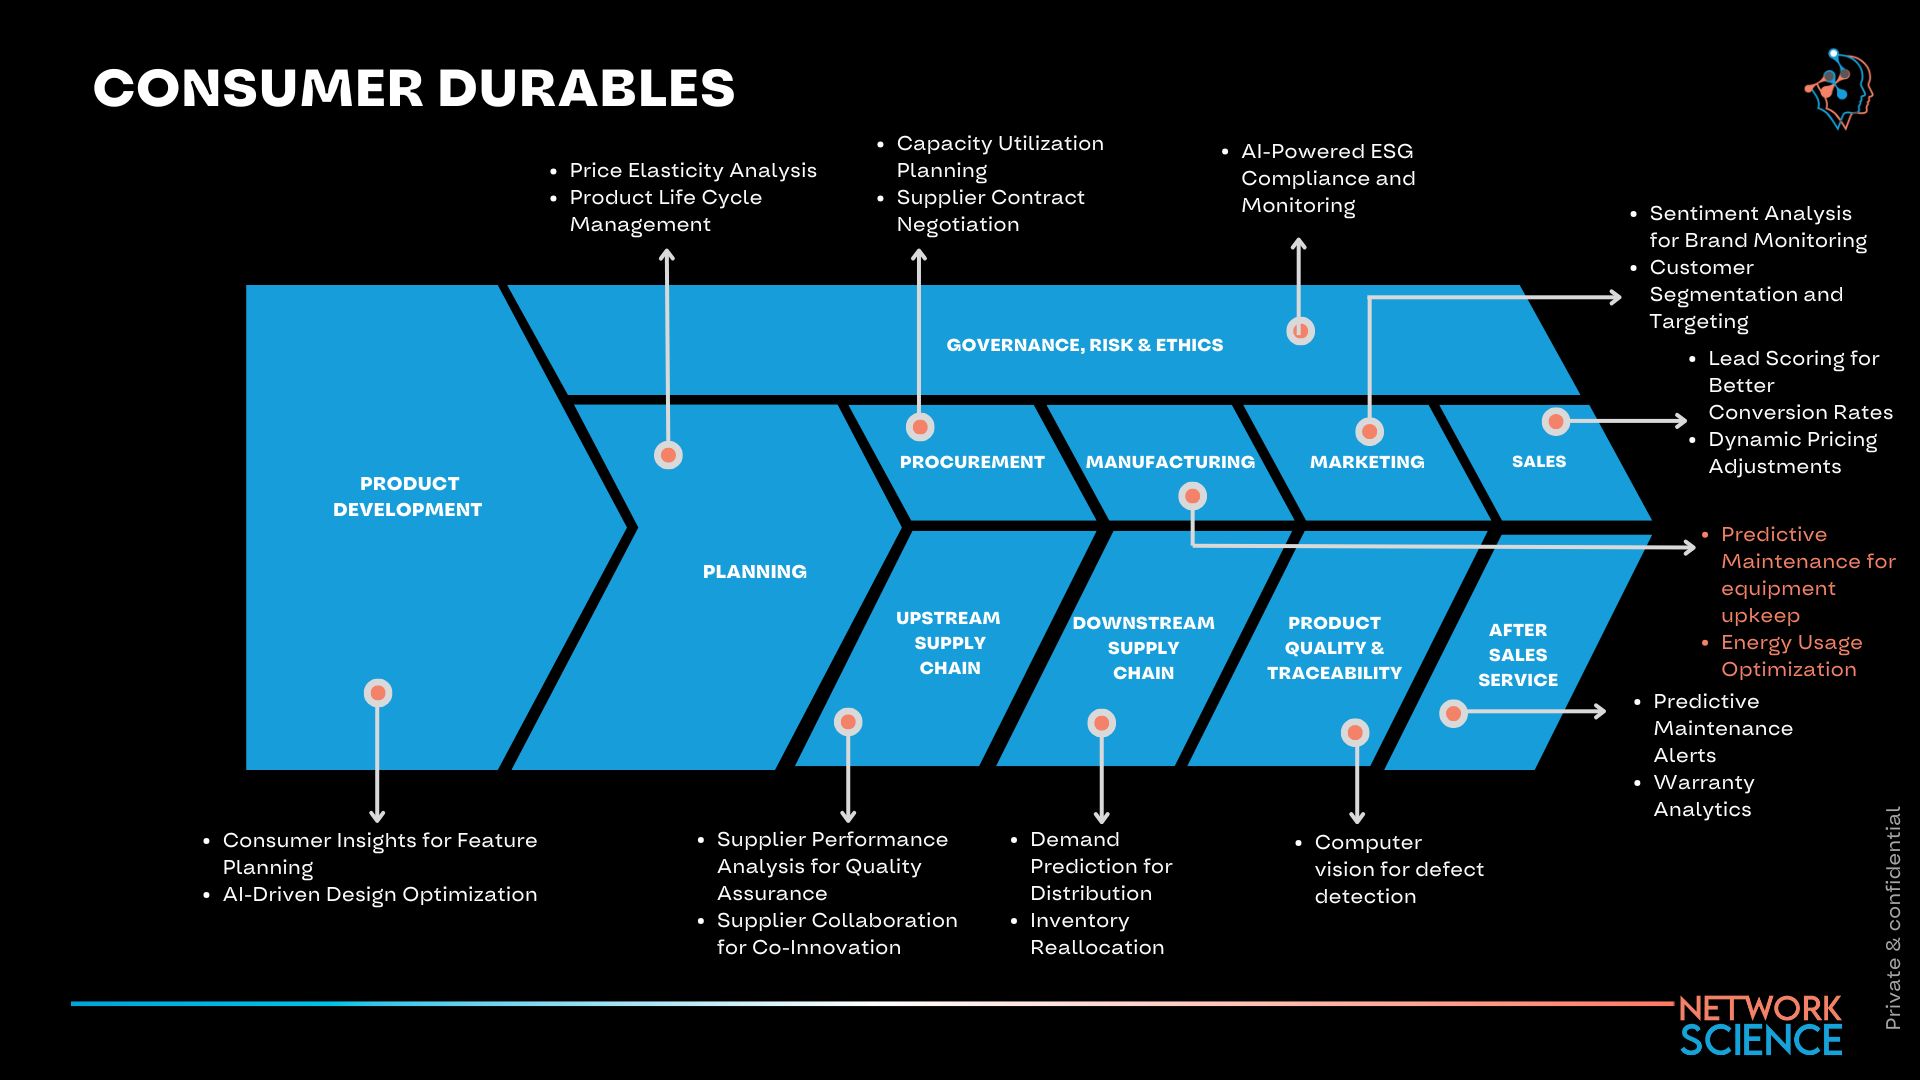 CONSUMER DURABLES
• Price Elasticity Analysis
• Product Life Cycle
Management
• Capacity Utilization
Planning
• Supplier Contract
Negotiation
• AI-Powered ESG
Compliance and
Monitoring
• Sentiment Analysis
for Brand Monitoring
• Customer
Segmentation and
Targeting
• Lead Scoring for
Better
Conversion Rates
• Dynamic Pricing
Adjustments
GOVERNANCE, RISK & ETHICS
PRODUCT
DEVELOPMENT
PLANNING
PROCUREMENT
MANUFACTURING
MARKETING
SALES
• Predictive
Maintenance for
equipment
upkeep
• Energy Usage
Optimization
UPSTREAM
SUPPLY
CHAIN
DOWNSTREAM
SUPPLY
CHAIN
PRODUCT
QUALITY &
TRACEABILITY
AFTER
SALES
SERVICE
• Predictive
Maintenance
Alerts
• Warranty
Analytics
• Consumer Insights for Feature
Planning
• AI-Driven Design Optimization
• Supplier Performance
Analysis for Quality
Assurance
• Supplier Collaboration
for Co-Innovation
• Demand
Prediction for
Distribution
• Inventory
Reallocation
• Computer
vision for defect
detection
Private & confidential
NETWORK
SCIENCE